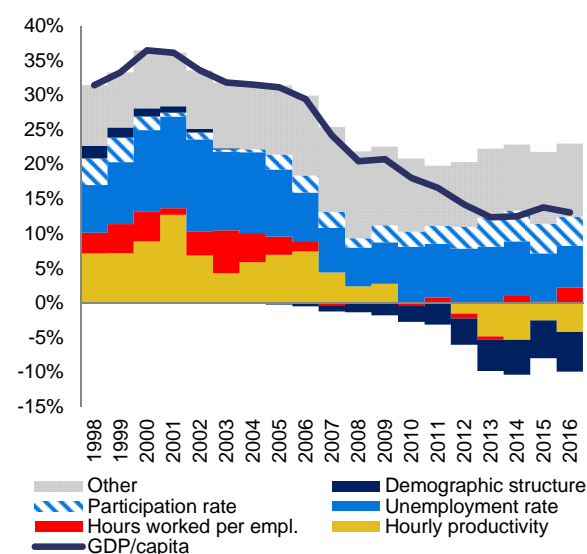 40%
35%
30%
25%
20%
15%
10%
5%
0%
-5%
-10%
-15%
1998 1999 2000 2001 2002 2003 2004 2005 2006 2007 2008 2009 2010 2011 2012 2013 2014 2015 2016
Other Demographic structure
Participation rate Unemployment rate
Hours worked per empl. Hourly productivity
GDP/capita